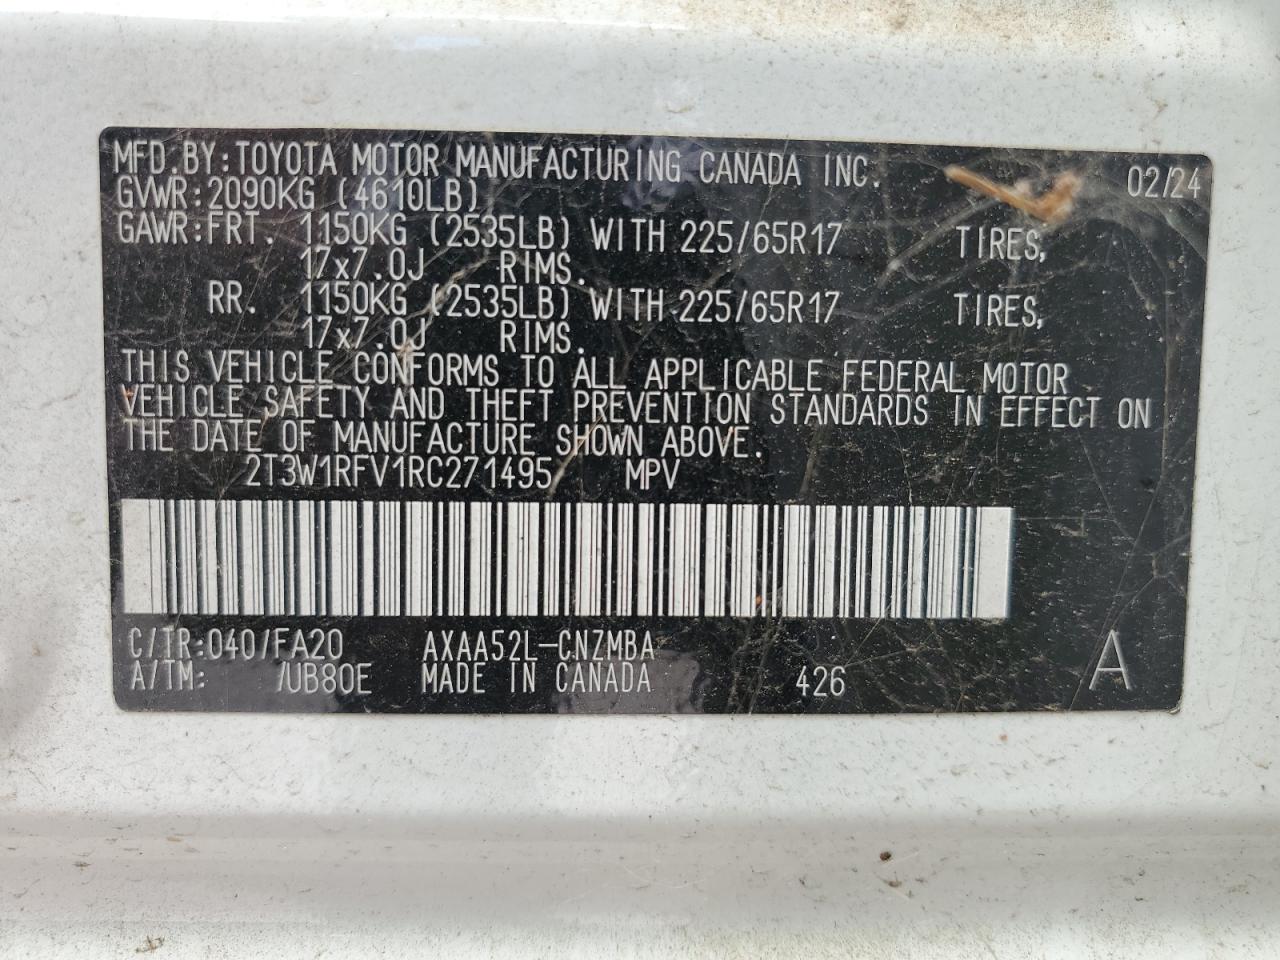 MFD.BY:TOYOTA MOTOR MANUFACTURING CANADA INC. 02/24
GVWR:2090KG (4610LB)
GAWR:FRT. 1150KG (2535LB) WITH 225/65R17 TIRES,
17x7.0J RIMS.
RR. 1150KG (2535LB) WITH 225/65R17 TIRES,
17x7.0J RIMS.
THIS VEHICLE CONFORMS TO ALL APPLICABLE FEDERAL MOTOR
VEHICLE SAFETY AND THEFT PREVENTION STANDARDS IN EFFECT ON
THE DATE OF MANUFACTURE SHOWN ABOVE.
2T3W1RFV1RC271495 MPV
C/TR:040/FA20 AXAA52L-CNZMBA
A/TM: /UB80E MADE IN CANADA 426 A